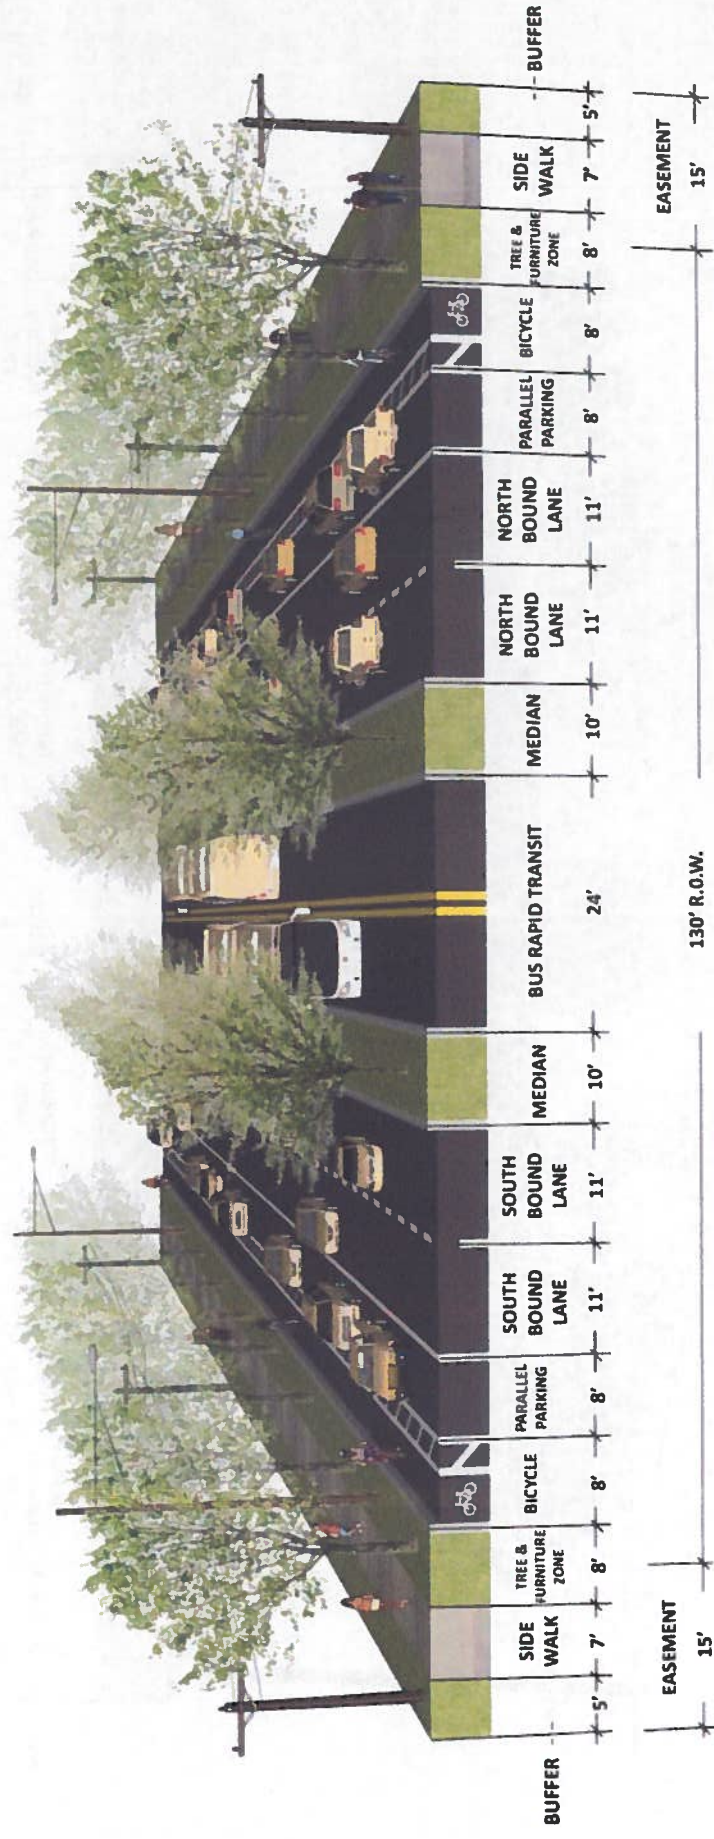 BUFFER
5'
SIDE
WALK
7'
TREE &
FURNITURE
ZONE
8'
BICYCLE
8'
PARALLEL
PARKING
8'
SOUTH
BOUND
LANE
11'
SOUTH
BOUND
LANE
11'
MEDIAN
10'
BUS RAPID TRANSIT
24'
MEDIAN
10'
NORTH
BOUND
LANE
11'
NORTH
BOUND
LANE
11'
PARALLEL
PARKING
8'
BICYCLE
8'
TREE &
FURNITURE
ZONE
8'
SIDE
WALK
7'
5'
BUFFER
EASEMENT
15'
130' R.O.W.
EASEMENT
15'